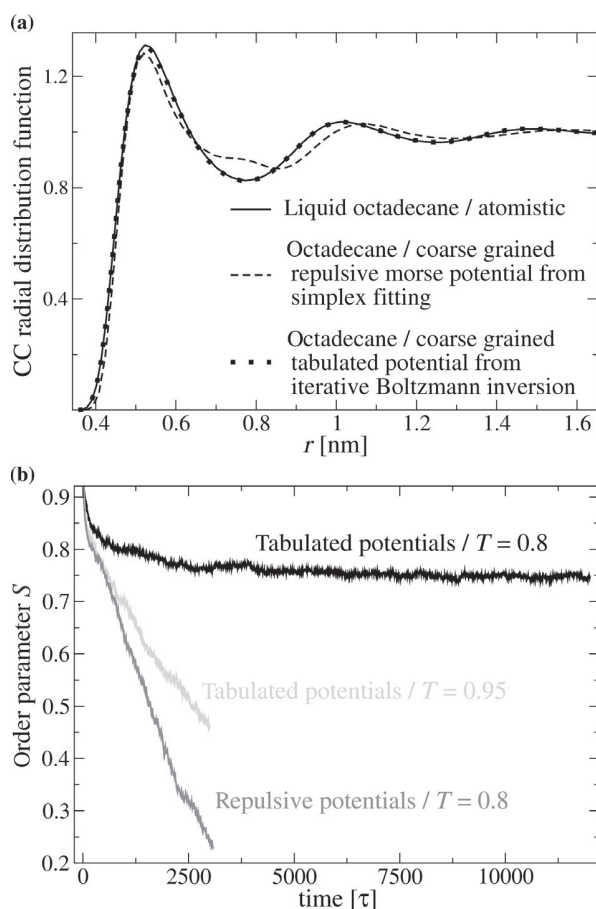 (a)
CC radial distribution function
1.2
0.8
0.4
Liquid octadecane / atomistic
Octadecane / coarse grained
repulsive morse potential from
simplex fitting
Octadecane / coarse grained
tabulated potential from
iterative Boltzmann inversion
0.4 0.6 0.8 1 1.2 1.4 1.6
r [nm]
(b)
Order parameter S
0.9
0.8
0.7
0.6
0.5
0.4
0.3
0.2
Tabulated potentials / T = 0.8
Tabulated potentials / T = 0.95
Repulsive potentials / T = 0.8
0 2500 5000 7500 10000
time [τ]